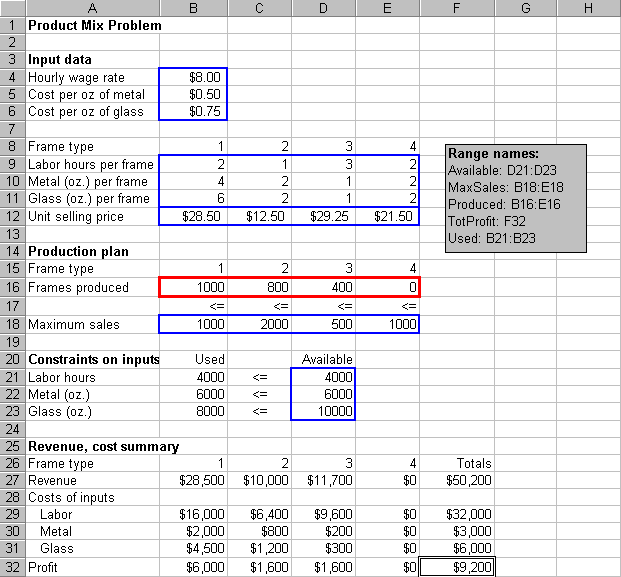 A B C D E F G H
1 Product Mix Problem
2
3 Input data
4 Hourly wage rate $8.00
5 Cost per oz of metal $0.50
6 Cost per oz of glass $0.75
7
8 Frame type 1 2 3 4
9 Labor hours per frame 2 1 3 2
10 Metal (oz.) per frame 4 2 1 2
11 Glass (oz.) per frame 6 2 1 2
12 Unit selling price $28.50 $12.50 $29.25 $21.50
Range names:
Available: D21:D23
MaxSales: B18:E18
Produced: B16:E16
TotProfit: F32
Used: B21:B23
13
14 Production plan
15 Frame type 1 2 3 4
16 Frames produced 1000 800 400 0
17 <= <= <= <=
18 Maximum sales 1000 2000 500 1000
19
20 Constraints on inputs Used Available
21 Labor hours 4000 <= 4000
22 Metal (oz.) 6000 <= 6000
23 Glass (oz.) 8000 <= 10000
24
25 Revenue, cost summary
26 Frame type 1 2 3 4 Totals
27 Revenue $28,500 $10,000 $11,700 $0 $50,200
28 Costs of inputs
29 Labor $16,000 $6,400 $9,600 $0 $32,000
30 Metal $2,000 $800 $200 $0 $3,000
31 Glass $4,500 $1,200 $300 $0 $6,000
32 Profit $6,000 $1,600 $1,600 $0 $9,200